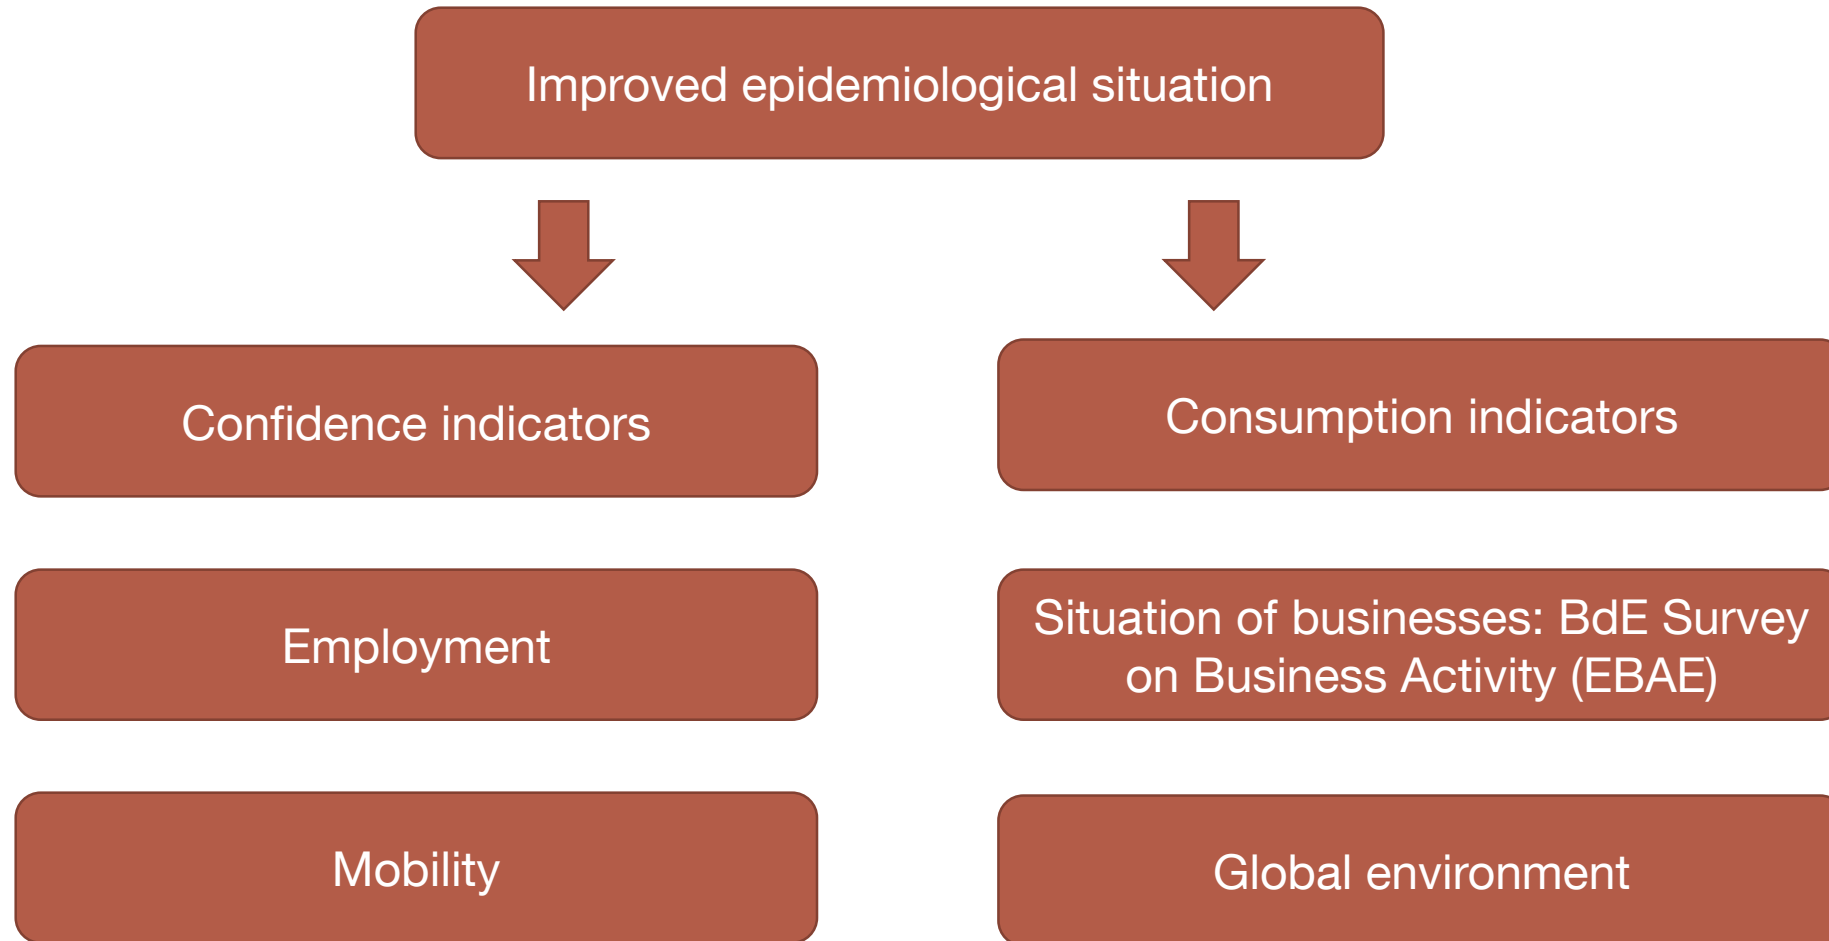 Improved epidemiological situation
Confidence indicators
Consumption indicators
Employment
Situation of businesses: BdE Survey
on Business Activity (EBAE)
Mobility
Global environment